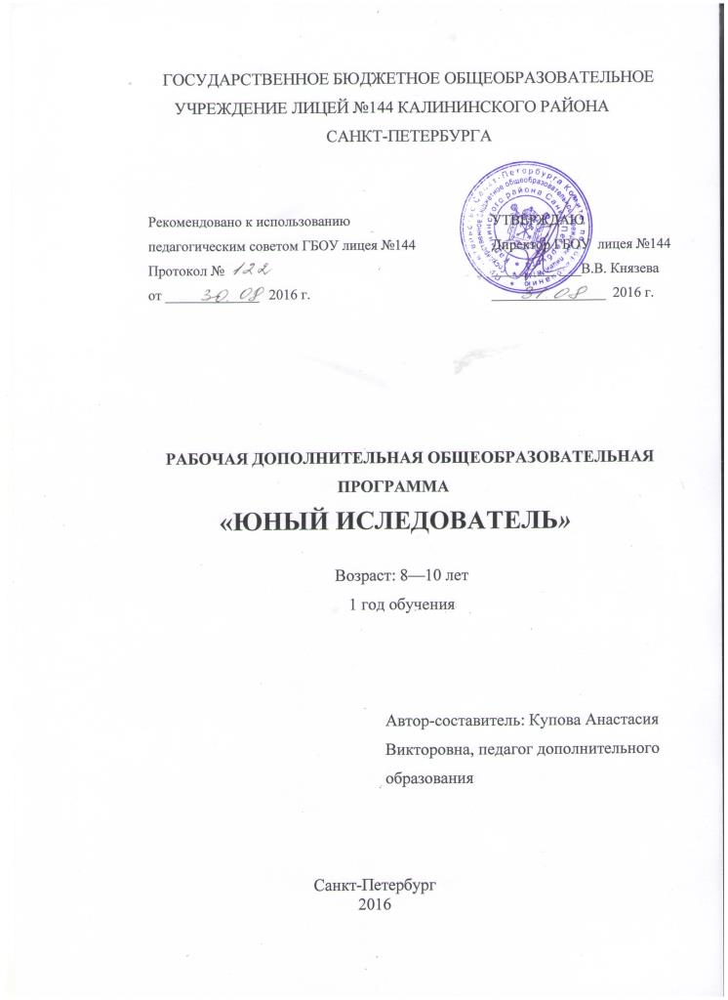 ГОСУДАРСТВЕННОЕ БЮДЖЕТНОЕ ОБЩЕОБРАЗОВАТЕЛЬНОЕ
УЧРЕЖДЕНИЕ ЛИЦЕЙ №144 КАЛИНИНСКОГО РАЙОНА
САНКТ-ПЕТЕРБУРГА
Рекомендовано к использованию
педагогическим советом ГБОУ лицея №144
Протокол № 122
от 30.08 2016 г.
УТВЕРЖДАЮ
Директор ГБОУ лицея №144
В.В. Князева
31.08 2016 г.
РАБОЧАЯ ДОПОЛНИТЕЛЬНАЯ ОБЩЕОБРАЗОВАТЕЛЬНАЯ
ПРОГРАММА
«ЮНЫЙ ИСЛЕДОВАТЕЛЬ»
Возраст: 8—10 лет
1 год обучения
Автор-составитель: Купова Анастасия
Викторовна, педагог дополнительного
образования
Санкт-Петербург
2016